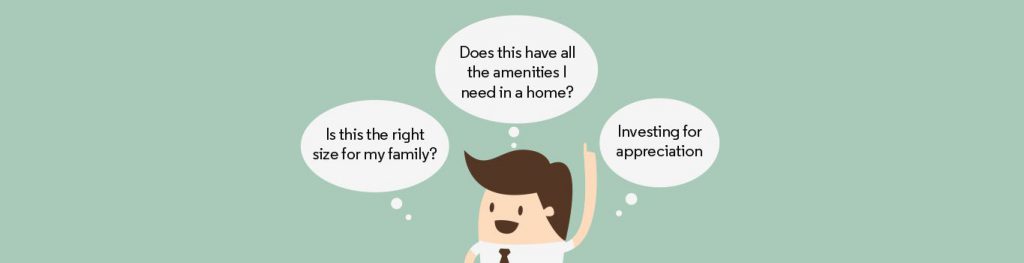 Is this the right
size for my family?
Does this have all
the amenities I
need in a home?
Investing for
appreciation